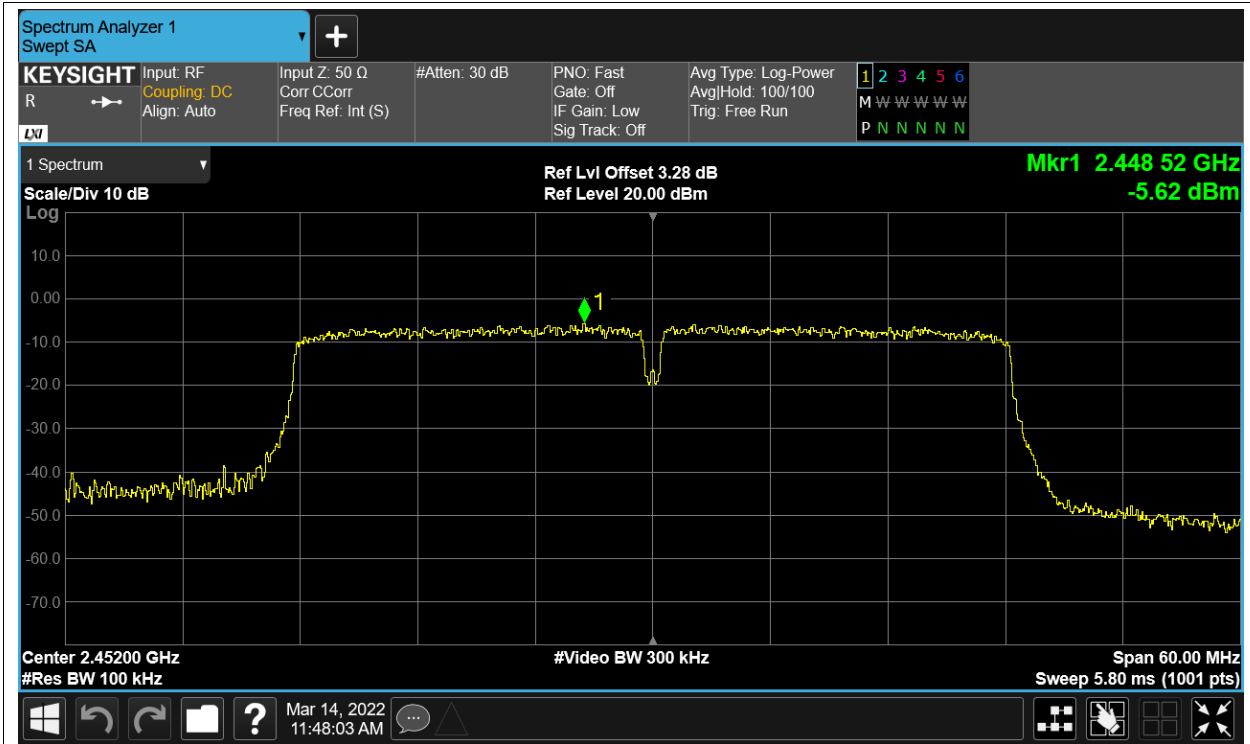 Spectrum Analyzer 1
Swept SA
KEYSIGHT
R
LXI
Input: RF
Coupling: DC
Align: Auto
Input Z: 50 Ω
Corr CCorr
Freq Ref: Int (S)
#Atten: 30 dB
PNO: Fast
Gate: Off
IF Gain: Low
Sig Track: Off
Avg Type: Log-Power
Avg|Hold: 100/100
Trig: Free Run
1 2 3 4 5 6
M W W W W W
P N N N N N
1 Spectrum
Scale/Div 10 dB
Log
Ref Lvl Offset 3.28 dB
Ref Level 20.00 dBm
Mkr1 2.448 52 GHz
-5.62 dBm
10.0
0.00
1
-10.0
-20.0
-30.0
-40.0
-50.0
-60.0
-70.0
Center 2.45200 GHz
#Res BW 100 kHz
#Video BW 300 kHz
Span 60.00 MHz
Sweep 5.80 ms (1001 pts)
?
Mar 14, 2022
11:48:03 AM